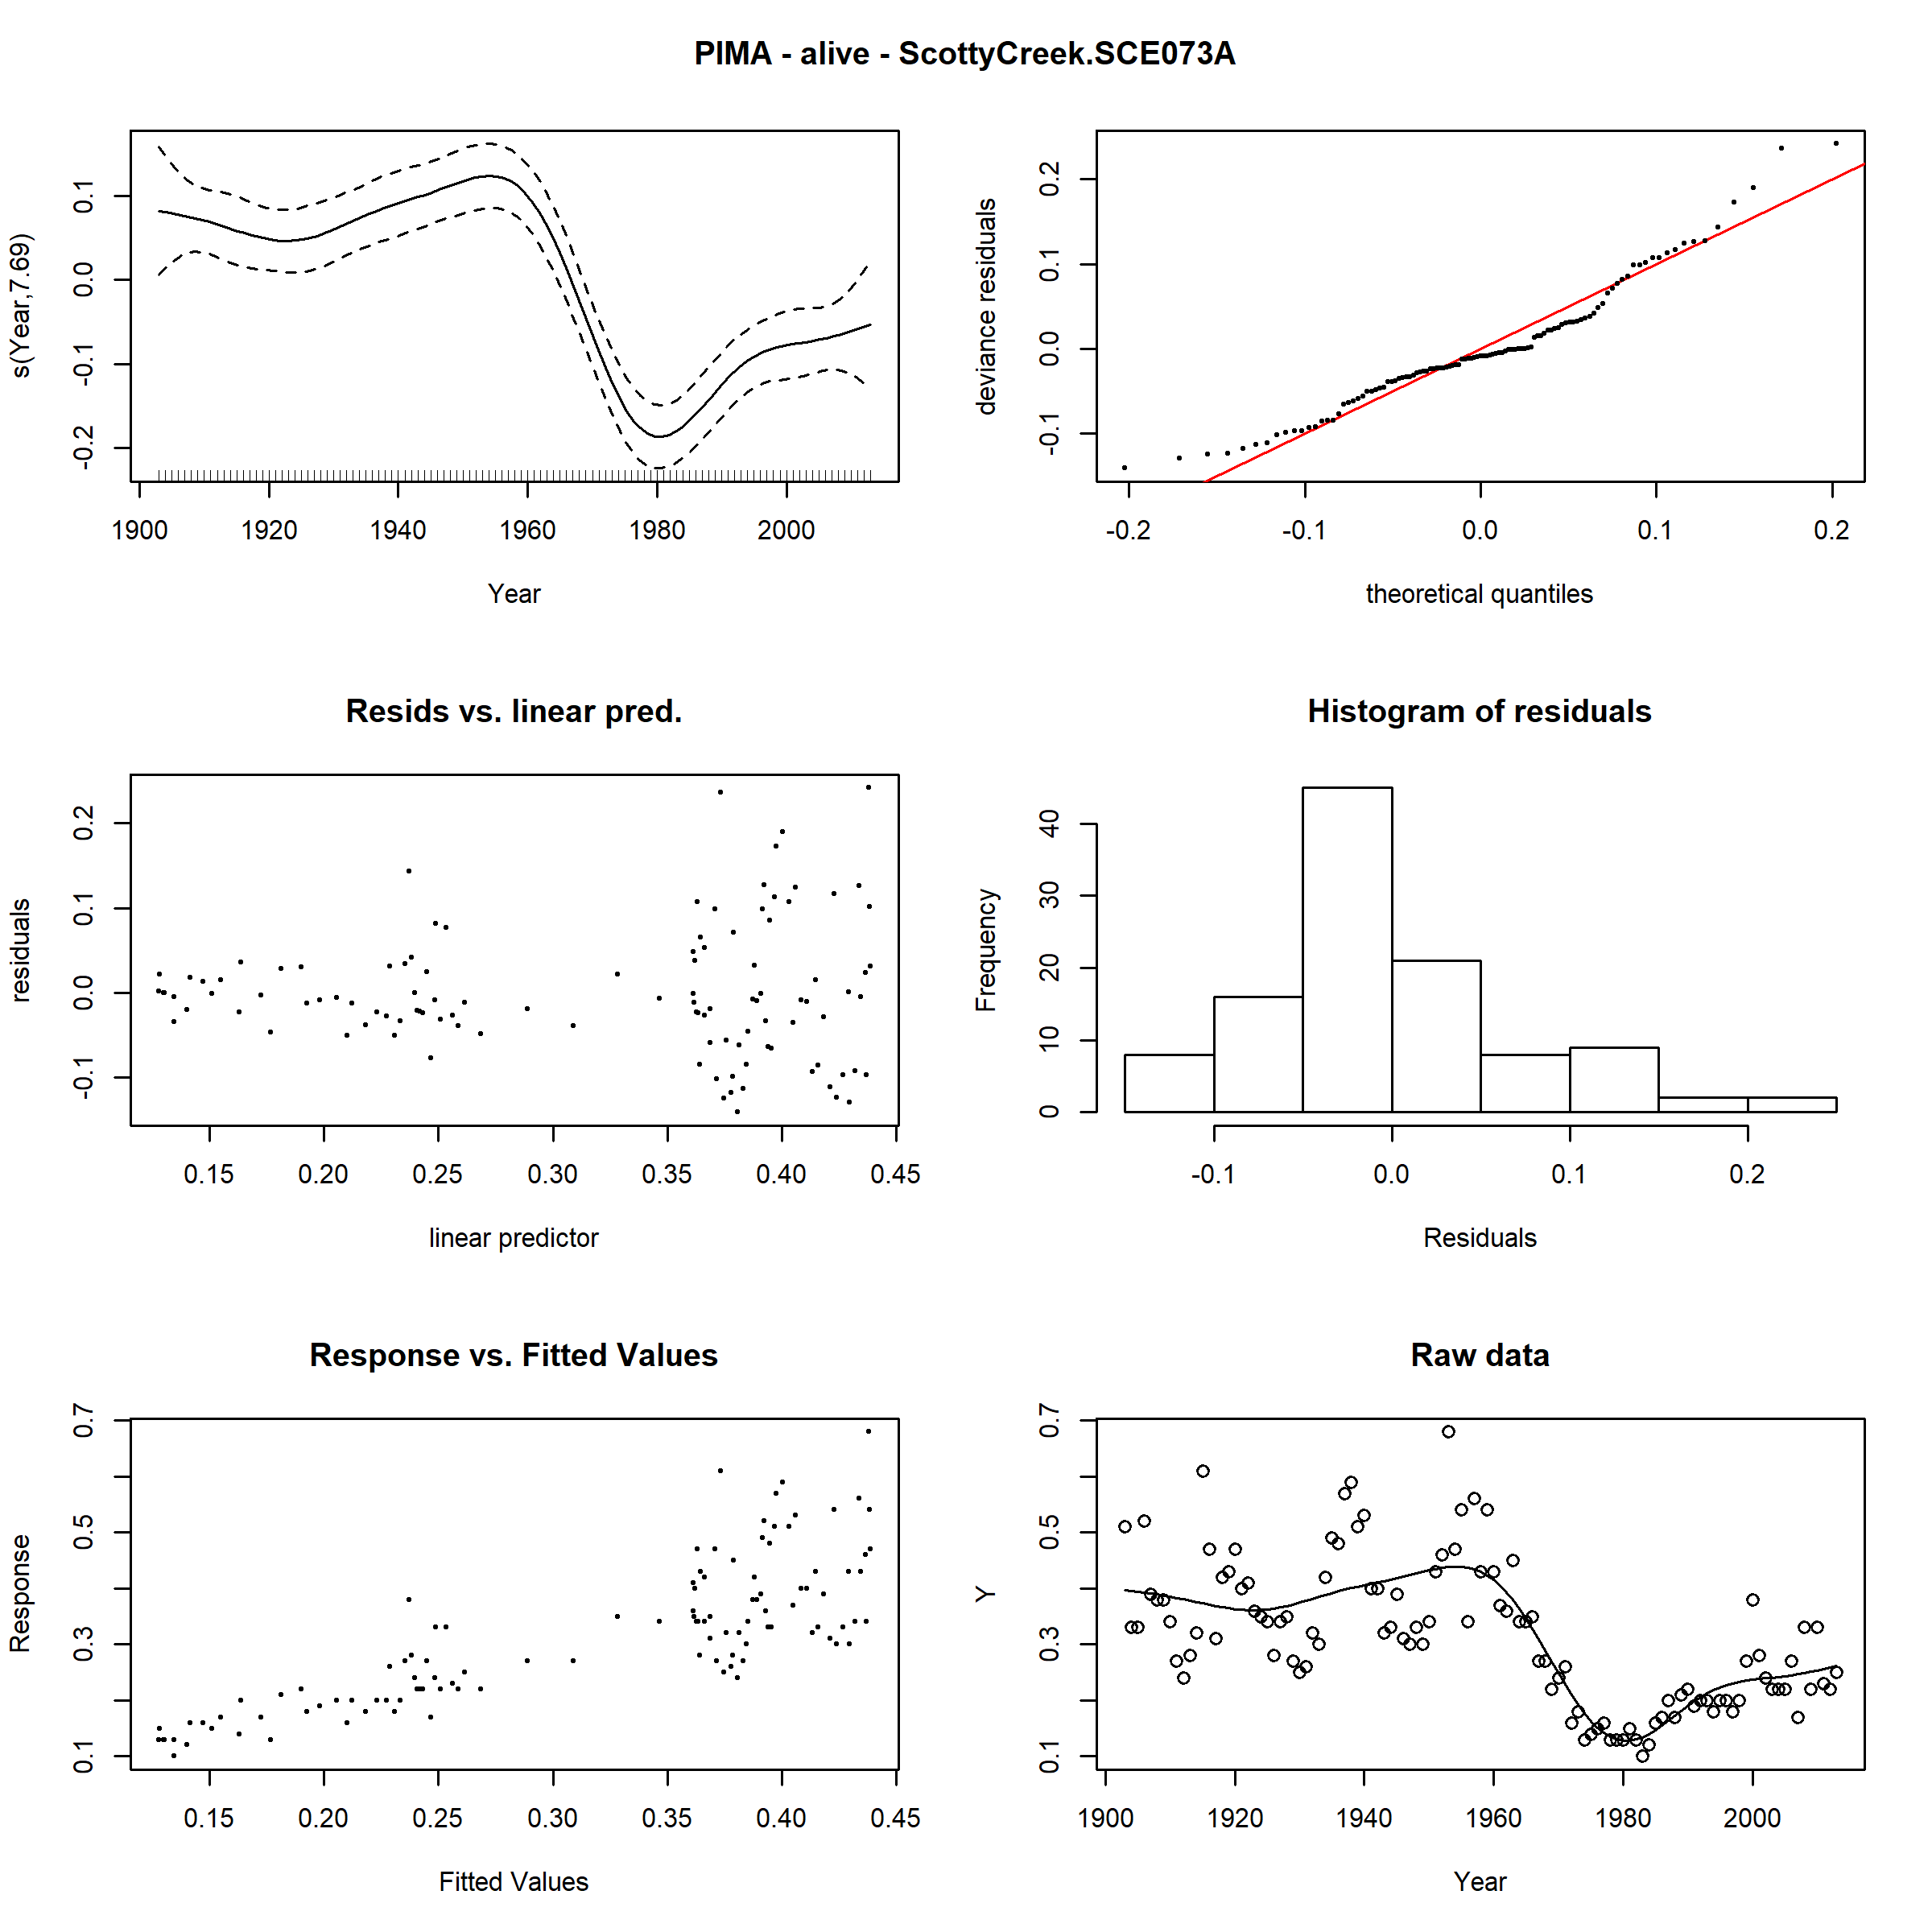 PIMA - alive - ScottyCreek.SCE073A
s(Year,7.69)
0.1
0.0
-0.1
-0.2
1900 1920 1940 1960 1980 2000
Year
deviance residuals
0.2
0.1
0.0
-0.1
-0.2 -0.1 0.0 0.1 0.2
theoretical quantiles
Resids vs. linear pred.
residuals
0.2
0.1
0.0
-0.1
0.15 0.20 0.25 0.30 0.35 0.40 0.45
linear predictor
Histogram of residuals
Frequency
40
30
20
10
0
-0.1 0.0 0.1 0.2
Residuals
Response vs. Fitted Values
Response
0.7
0.5
0.3
0.1
0.15 0.20 0.25 0.30 0.35 0.40 0.45
Fitted Values
Raw data
Y
0.7
0.5
0.3
0.1
1900 1920 1940 1960 1980 2000
Year